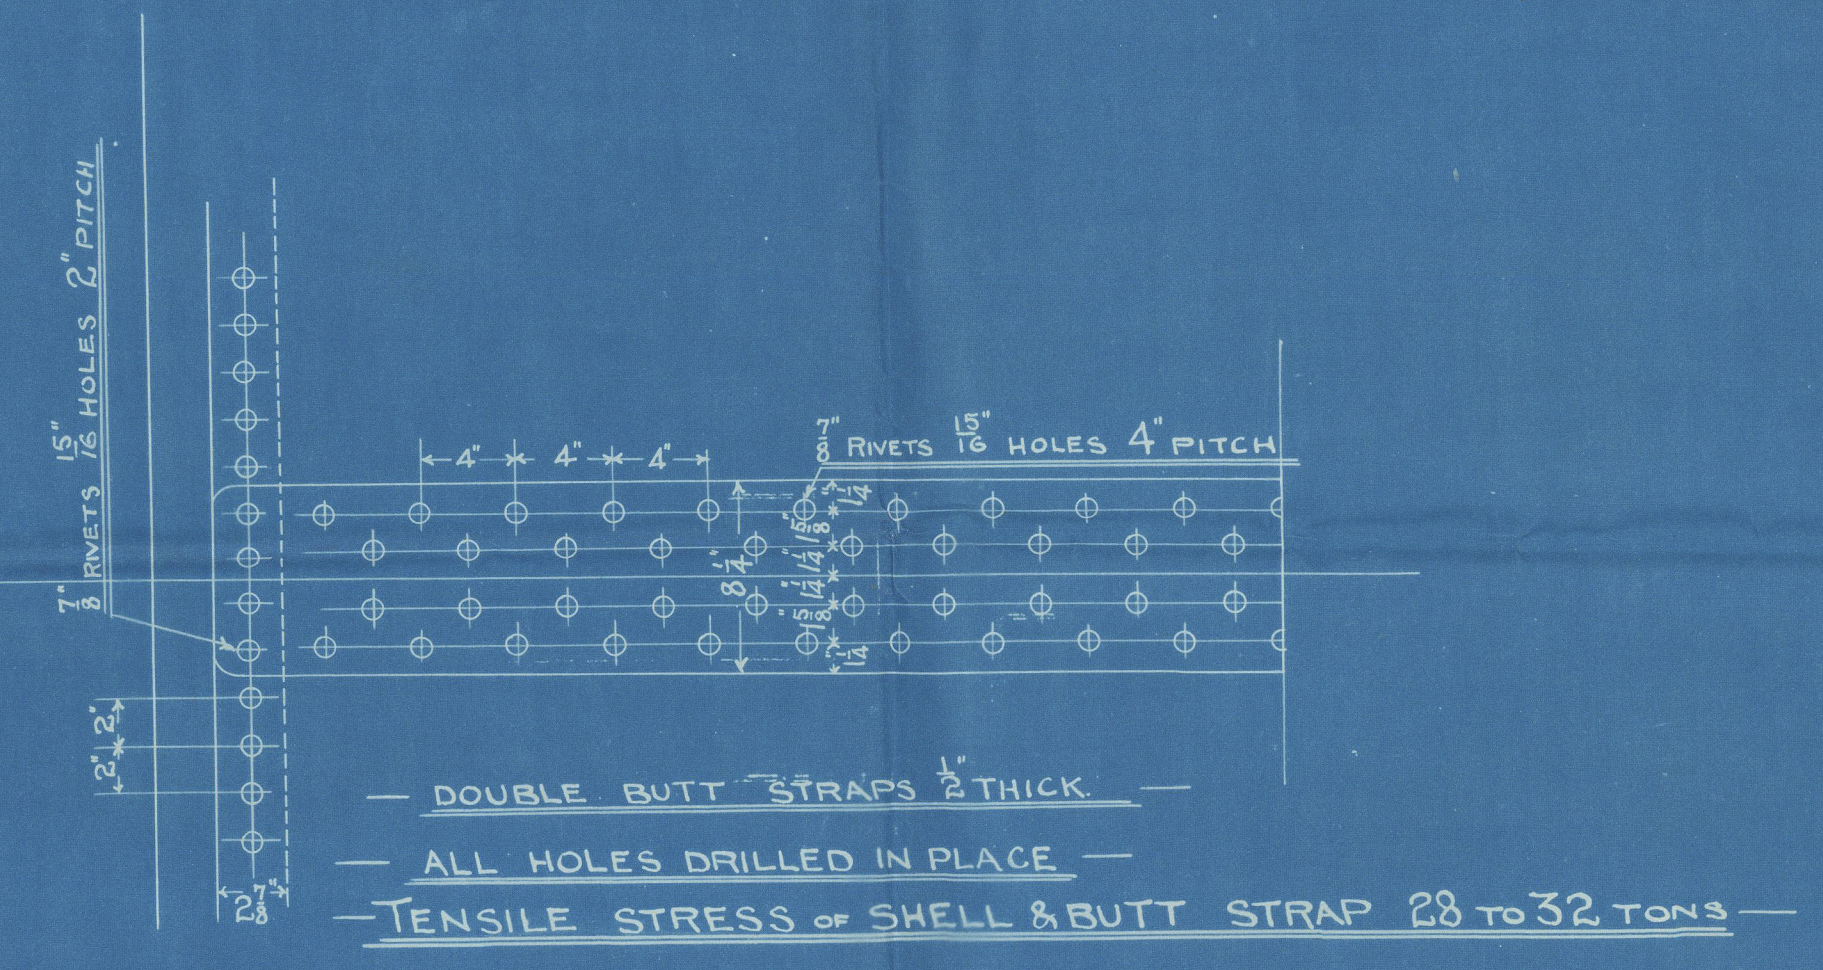 7/8" RIVETS 15/16" HOLES 2" PITCH
4" 4" 4"
7/8" RIVETS 15/16" HOLES 4" PITCH
8 1/4"
1 1/4"
1 5/8"
1 1/4"
1 1/4"
1 5/8"
1 1/4"
2"
2"
2 7/8"
— DOUBLE BUTT STRAPS 1/2" THICK. —
— ALL HOLES DRILLED IN PLACE —
— TENSILE STRESS OF SHELL & BUTT STRAP 28 TO 32 TONS —